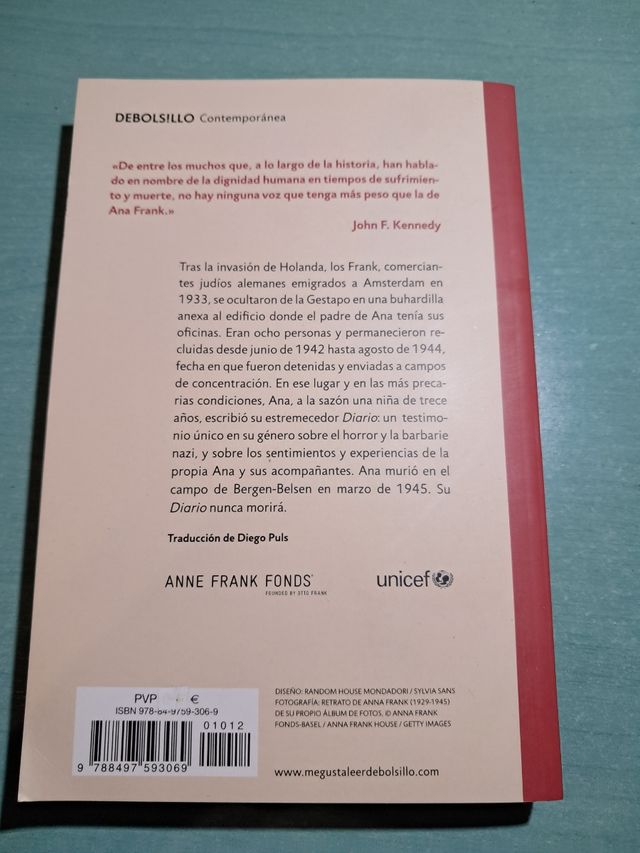 DEBOLS!LLO Contemporánea
«De entre los muchos que, a lo largo de la historia, han habla-
do en nombre de la dignidad humana en tiempos de sufrimien-
to y muerte, no hay ninguna voz que tenga más peso que la de
Ana Frank.»
John F. Kennedy
Tras la invasión de Holanda, los Frank, comercian-
tes judíos alemanes emigrados a Amsterdam en
1933, se ocultaron de la Gestapo en una buhardilla
anexa al edificio donde el padre de Ana tenía sus
oficinas. Eran ocho personas y permanecieron re-
cluidas desde junio de 1942 hasta agosto de 1944,
fecha en que fueron detenidas y enviadas a campos
de concentración. En ese lugar y en las más preca-
rias condiciones, Ana, a la sazón una niña de trece
años, escribió su estremecedor Diario: un testimo-
nio único en su género sobre el horror y la barbarie
nazi, y sobre los sentimientos y experiencias de la
propia Ana y sus acompañantes. Ana murió en el
campo de Bergen-Belsen en marzo de 1945. Su
Diario nunca morirá.
Traducción de Diego Puls
ANNE FRANK FONDS
FOUNDED BY OTTO FRANK
unicef
PVP €
ISBN 978-84-9759-306-9
01012
9 788497 593069
DISEÑO: RANDOM HOUSE MONDADORI / SYLVIA SANS
FOTOGRAFÍA: RETRATO DE ANNA FRANK (1929-1945)
DE SU PROPIO ÁLBUM DE FOTOS. © ANNA FRANK
FONDS-BASEL / ANNA FRANK HOUSE / GETTY IMAGES
www.megustaleerdebolsillo.com